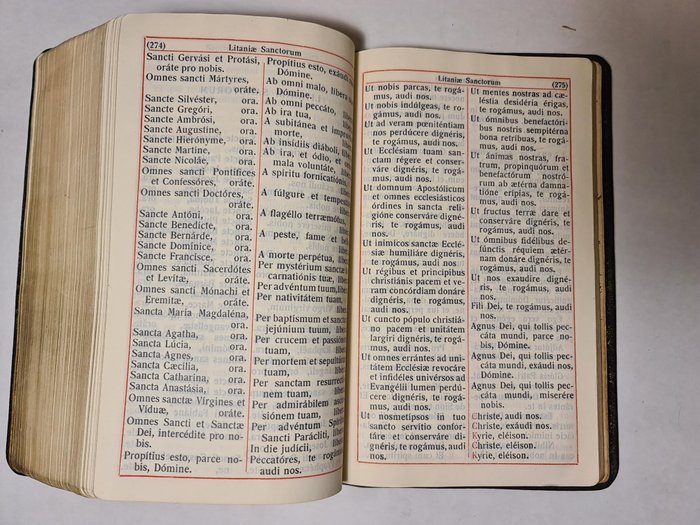 (274)
Litaniæ Sanctorum
Sancti Gervási et Protási,
oráte pro nobis.
Omnes sancti Mártyres,
oráte.
Sancte Silvéster, ora.
Sancte Gregóri, ora.
Sancte Ambrósi, ora.
Sancte Augustíne, ora.
Sancte Hierónyme, ora.
Sancte Martíne, ora.
Sancte Nicoláe, ora.
Omnes sancti Pontífices
et Confessóres, oráte.
Omnes sancti Doctóres,
oráte.
Sancte Antóni, ora.
Sancte Benedícte, ora.
Sancte Bernárde, ora.
Sancte Domínice, ora.
Sancte Francísce, ora.
Omnes sancti Sacerdótes
et Levítæ, oráte.
Omnes sancti Mónachi et
Eremítæ, oráte.
Sancta María Magdaléna,
ora.
Sancta Agatha, ora.
Sancta Lúcia, ora.
Sancta Agnes, ora.
Sancta Cæcília, ora.
Sancta Catharína, ora.
Sancta Anastásia, ora.
Omnes sanctæ Vírgines et
Víduæ, oráte.
Omnes Sancti et Sanctæ
Dei, intercédite pro no-
bis.
Propítius esto, parce no-
bis, Dómine.
Propítius esto, exáudi
Dómine.
Ab omni malo, líbera
Dómine.
Ab omni peccáto,
Ab ira tua,
A subitánea et
morte,
Ab insídiis diáboli,
Ab ira, et ódio, et
mala voluntáte,
A spíritu fornicatiónis,
A fúlgure et
A flagéllo terræmótus,
A peste, fame et
A morte perpétua,
Per mystérium sanctæ
carnatiónis tuæ,
Per advéntum tuum,
Per nativitátem tuam,
Per baptísmum et sanctum
jejúnium tuum,
Per crucem et passiónem
tuam,
Per mortem et
tuam,
Per sanctam
nem tuam,
Per admirábilem
siónem tuam,
Per advéntum
Sancti Parácliti,
In die judícii,
Peccatóres, te
audi nos.
Litaniæ Sanctorum
(275)
Ut nobis parcas, te rogá-
mus, audi nos.
Ut nobis indúlgeas, te ro-
gámus, audi nos.
Ut ad veram pœniténtiam
nos perdúcere dignéris,
te rogámus, audi nos.
Ut Ecclésiam tuam san-
ctam régere et conser-
váre dignéris, te rogá-
mus, audi nos.
Ut domnum Apostólicum
et omnes ecclesiásticos
órdines in sancta reli-
gióne conserváre digné-
ris, te rogámus, audi
nos.
Ut inimícos sanctæ Ecclé-
siæ humiliáre dignéris,
te rogámus, audi nos.
Ut régibus et princípibus
christiánis pacem et ve-
ram concórdiam donáre
dignéris, te rogámus,
audi nos.
Ut cuncto pópulo christi-
áno pacem et unitátem
largíri dignéris, te rogá-
mus, audi nos.
Ut omnes errántes ad uni-
tátem Ecclésiæ revocáre
et infidéles univérsos ad
Evangélii lumen perdú-
cere dignéris, te rogá-
mus, audi nos.
Ut nosmetípsos in tuo
sancto servítio confor-
táre et conserváre di-
gnéris, te rogámus, audi
nos.
Ut mentes nostras ad cæ-
léstia desidéria érigas,
te rogámus, audi nos.
Ut ómnibus benefactóri-
bus nostris sempitérna
bona retríbuas, te rogá-
mus, audi nos.
Ut ánimas nostras, fra-
trum, propinquórum et
benefactórum nostró-
rum ab ætérna damna-
tióne erípias, te rogá-
mus, audi nos.
Ut fructus terræ dare et
conserváre dignéris, te
rogámus, audi nos.
Ut ómnibus fidélibus de-
fúnctis réquiem ætér-
nam donáre dignéris, te
rogámus, audi nos.
Ut nos exaudíre digné-
ris, te rogámus, audi
nos.
Fili Dei, te rogámus, audi
nos.
Agnus Dei, qui tollis pec-
cáta mundi, parce no-
bis, Dómine.
Agnus Dei, qui tollis pec-
cáta mundi, exáudi nos,
Dómine.
Agnus Dei, qui tollis pec-
cáta mundi, miserére
nobis.
Christe, audi nos.
Christe, exáudi nos.
Kyrie, eléison.
Christe, eléison.
Kyrie, eléison.